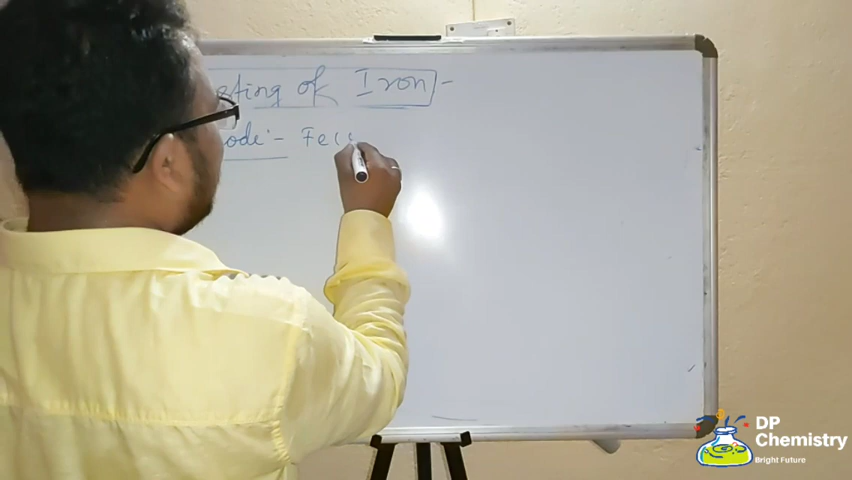 sting of Iron-
ode:- Fe(s
DP
Chemistry
Bright Future